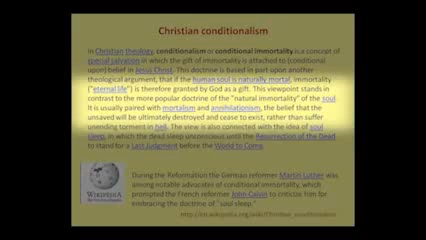 Christian conditionalism
In Christian theology, conditionalism or conditional immortality is a concept of
special salvation in which the gift of immortality is attached to (conditional
upon) belief in Jesus Christ. This doctrine is based in part upon another
theological argument, that if the human soul is naturally mortal, immortality
("eternal life") is therefore granted by God as a gift. This viewpoint stands in
contrast to the more popular doctrine of the "natural immortality" of the soul.
It is usually paired with mortalism and annihilationism, the belief that the
unsaved will be ultimately destroyed and cease to exist, rather than suffer
unending torment in hell. The view is also connected with the idea of soul
sleep, in which the dead sleep unconscious until the Resurrection of the Dead
to stand for a Last Judgment before the World to Come.
WIKIPEDIA
During the Reformation the German reformer Martin Luther was
among notable advocates of conditional immortality, which
prompted the French reformer John Calvin to criticize him for
embracing the doctrine of "soul sleep."
http://en.wikipedia.org/wiki/Christian_conditionalism